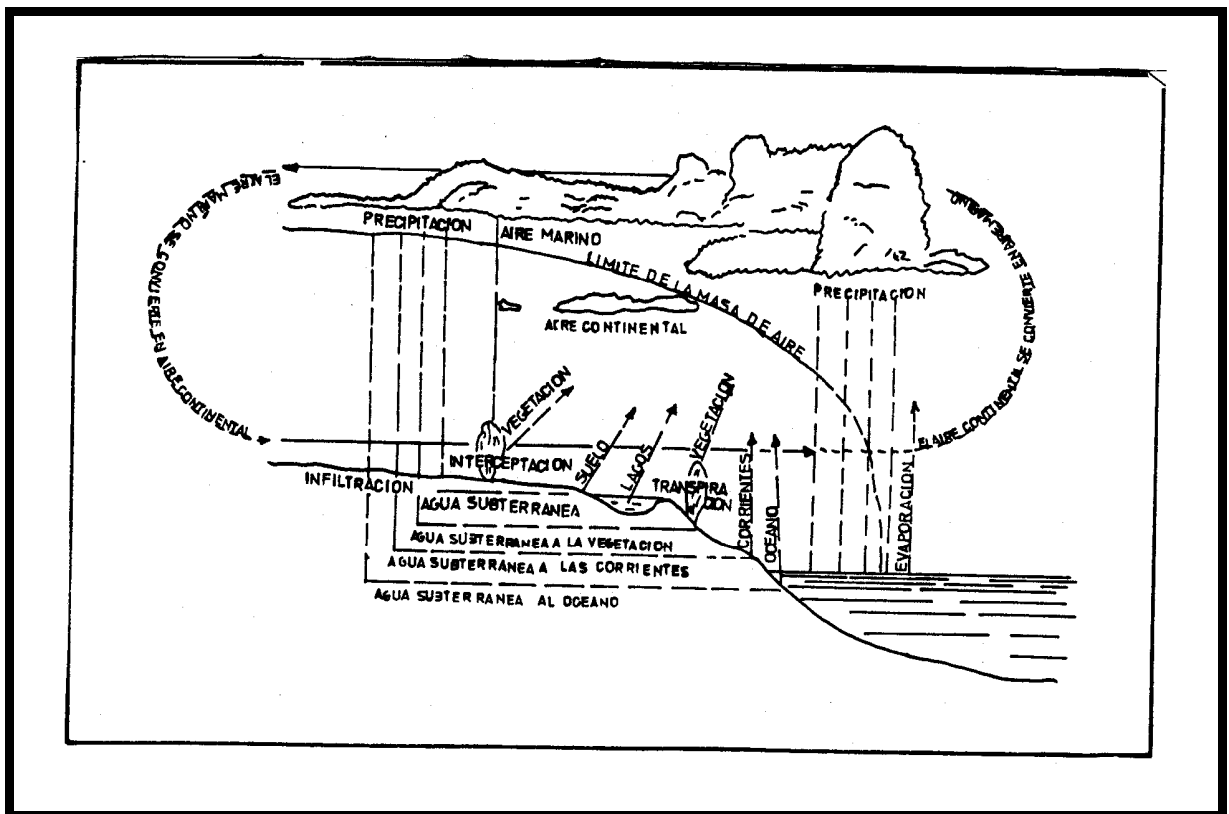 EL AIRE MARINO SE CONVIERTE EN AIRE CONTINENTAL
PRECIPITACION
AIRE MARINO
LIMITE DE LA MASA DE AIRE
AIRE CONTINENTAL
PRECIPITACION
EL AIRE CONTINENTAL SE CONVIERTE EN AIRE MARINO
VEGETACION
INTERCEPTACION
SUELO
LAGOS
VEGETACION
TRANSPIRA
CION
CORRIENTES
OCEANO
EVAPORACION
INFILTRACION
AGUA SUBTERRANEA
AGUA SUBTERRANEA A LA VEGETACION
AGUA SUBTERRANEA A LAS CORRIENTES
AGUA SUBTERRANEA AL OCEANO